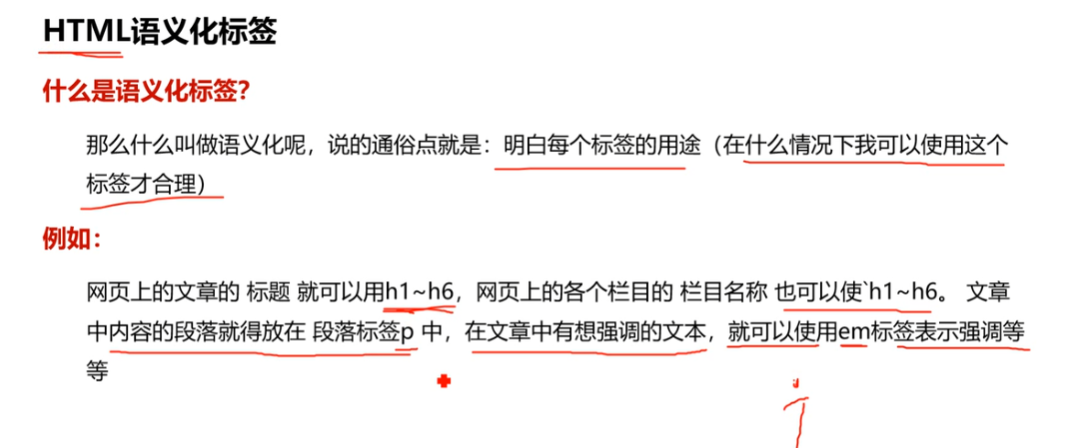 HTML语义化标签
什么是语义化标签?
那么什么叫做语义化呢，说的通俗点就是：明白每个标签的用途（在什么情况下我可以使用这个
标签才合理）
例如：
网页上的文章的 标题 就可以用h1~h6，网页上的各个栏目的 栏目名称 也可以使`h1~h6。 文章
中内容的段落就得放在 段落标签p 中，在文章中有想强调的文本，就可以使用em标签表示强调等
等